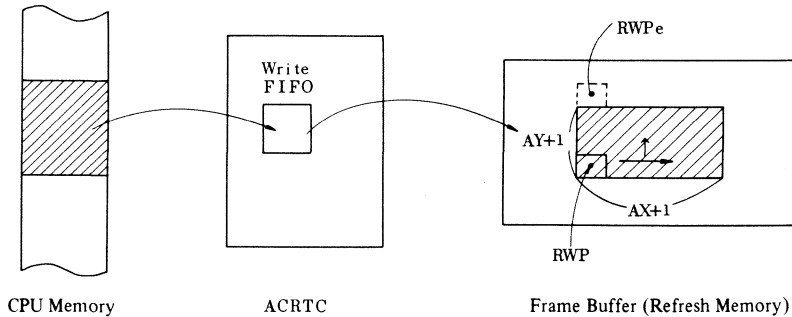 RWPe
Write
FIFO
AY+1
AX+1
RWP
CPU Memory
ACRTC
Frame Buffer (Refresh Memory)